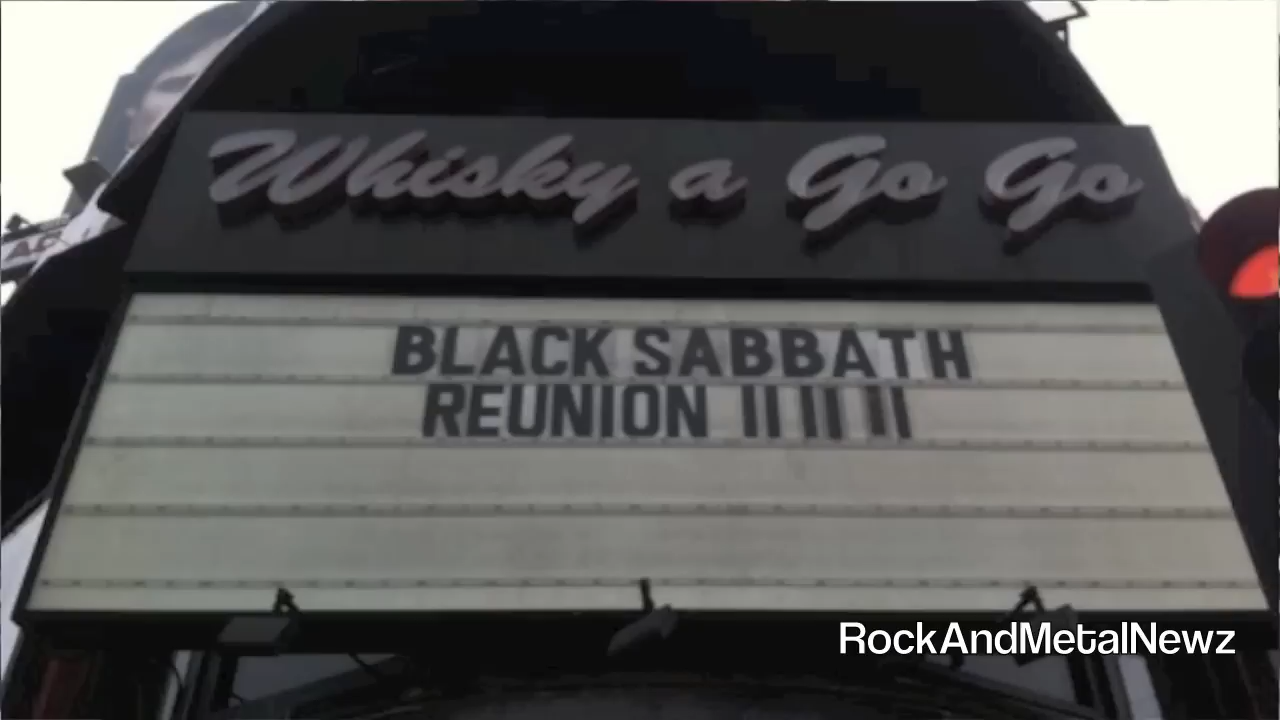 Whisky a Go Go
BLACK SABBATH
REUNION 11 11 11
RockAndMetalNewz